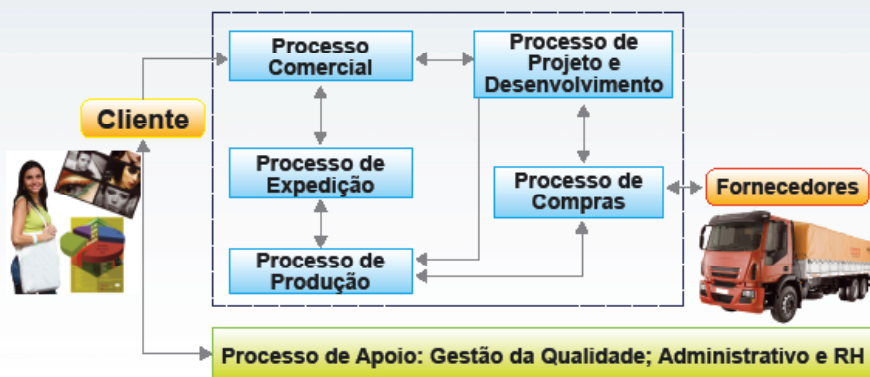 Processo
Comercial
Processo de
Projeto e
Desenvolvimento
Cliente
Processo de
Expedição
Processo de
Compras
Fornecedores
Processo de
Produção
Processo de Apoio: Gestão da Qualidade; Administrativo e RH